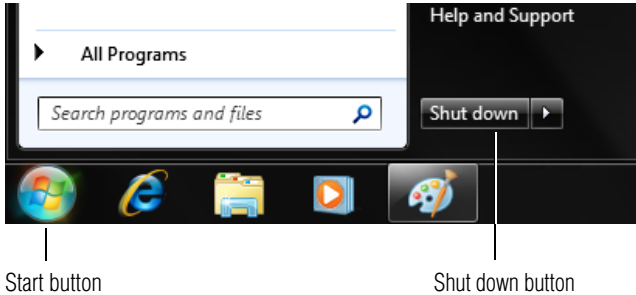 Help and Support
All Programs
Search programs and files
Shut down
Start button
Shut down button